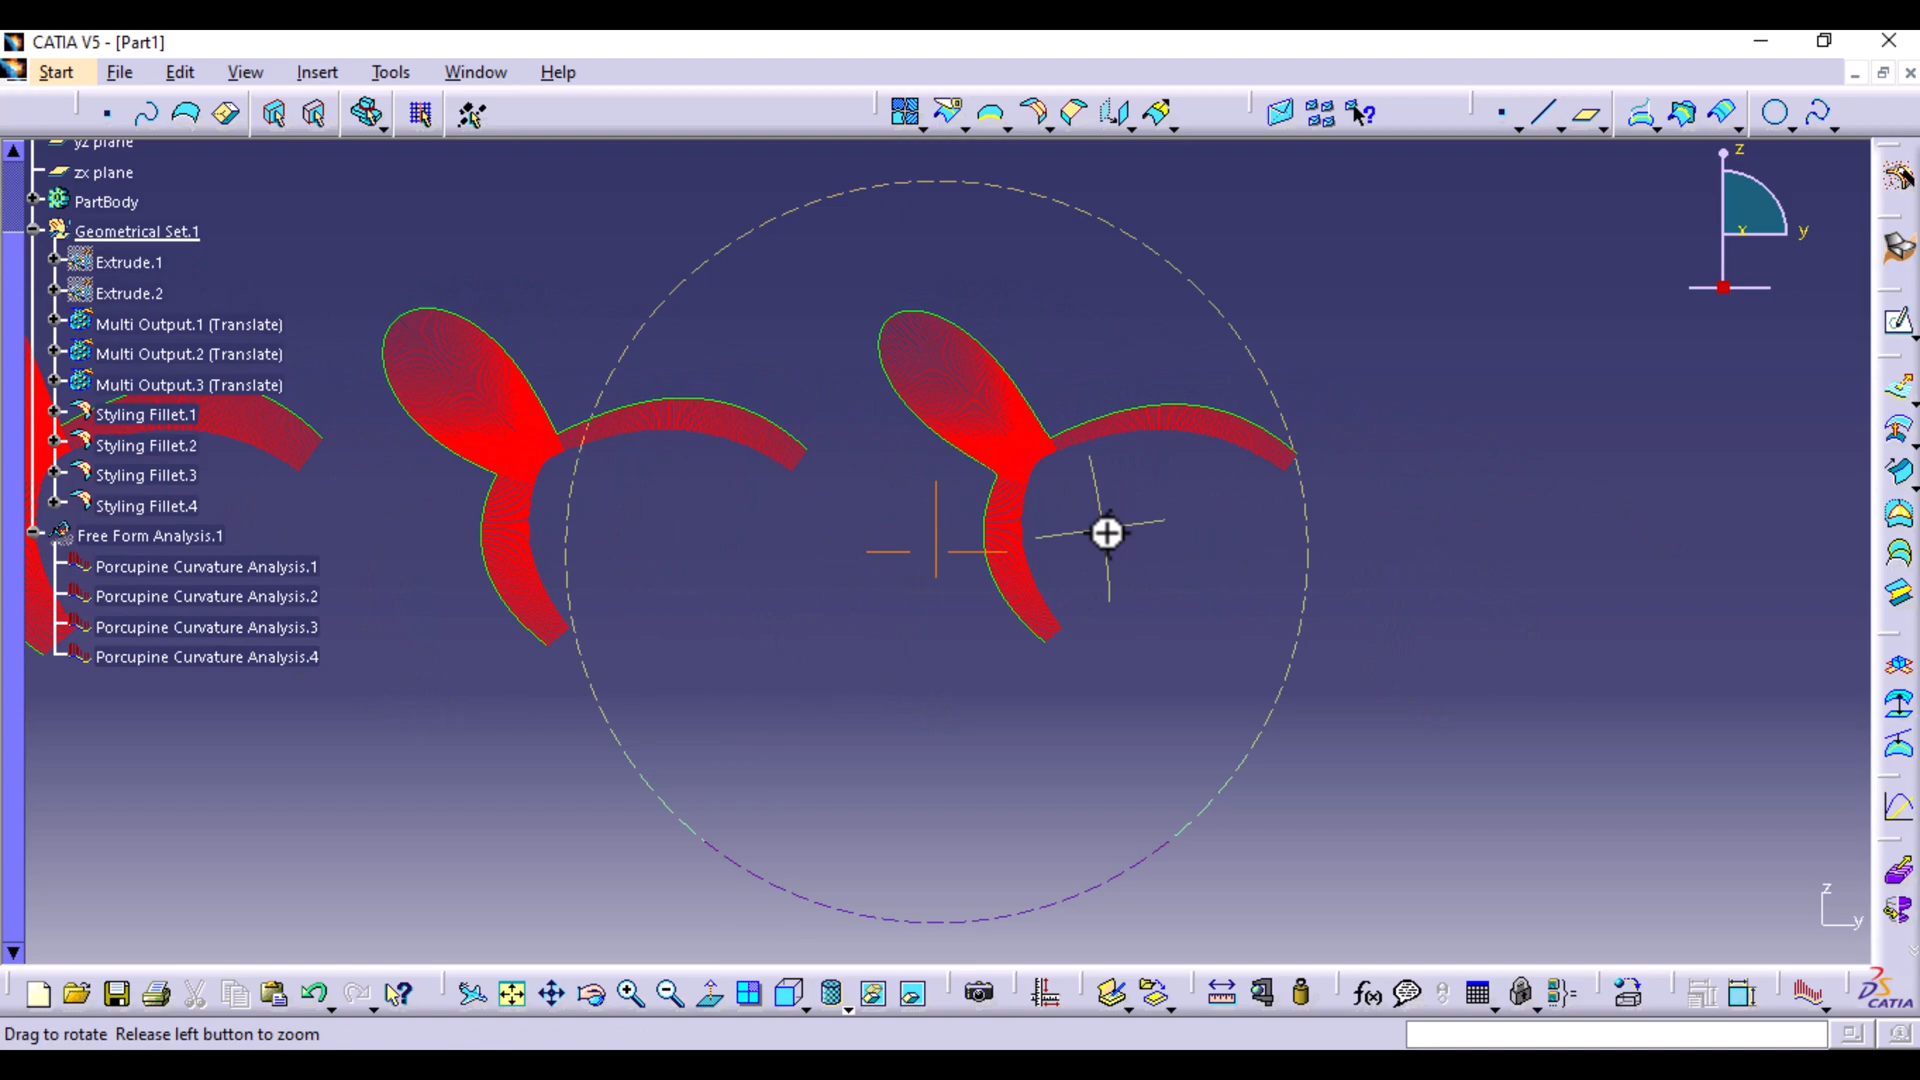 CATIA V5 - [Part1]
Start File Edit View Insert Tools Window Help
yz plane
zx plane
PartBody
Geometrical Set.1
Extrude.1
Extrude.2
Multi Output.1 (Translate)
Multi Output.2 (Translate)
Multi Output.3 (Translate)
Styling Fillet.1
Styling Fillet.2
Styling Fillet.3
Styling Fillet.4
Free Form Analysis.1
Porcupine Curvature Analysis.1
Porcupine Curvature Analysis.2
Porcupine Curvature Analysis.3
Porcupine Curvature Analysis.4
z
x
y
z
y
f(x)
CATIA
Drag to rotate Release left button to zoom